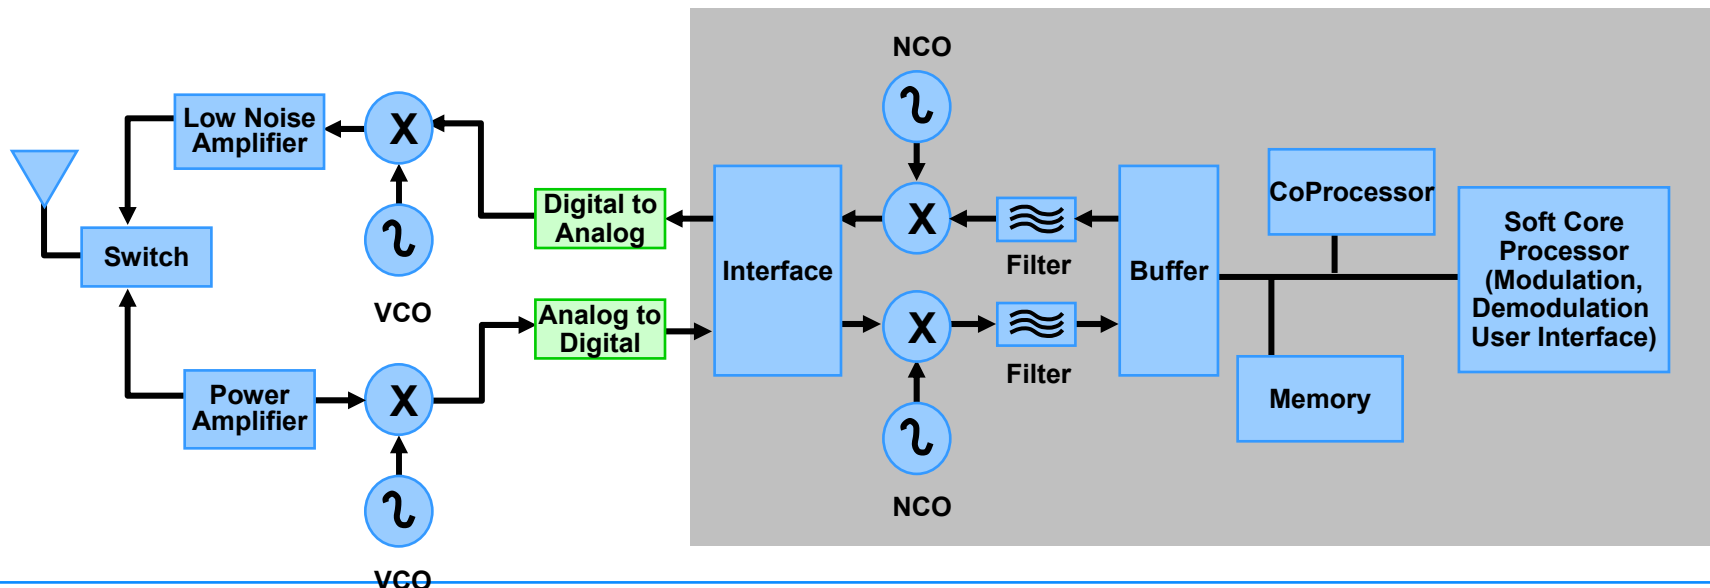 NCO
Low Noise
Amplifier
X
Digital to
Analog
Switch
VCO
Interface
X
Filter
Buffer
CoProcessor
Soft Core
Processor
(Modulation,
Demodulation
User Interface)
Analog to
Digital
X
Filter
Power
Amplifier
X
Memory
NCO
VCO